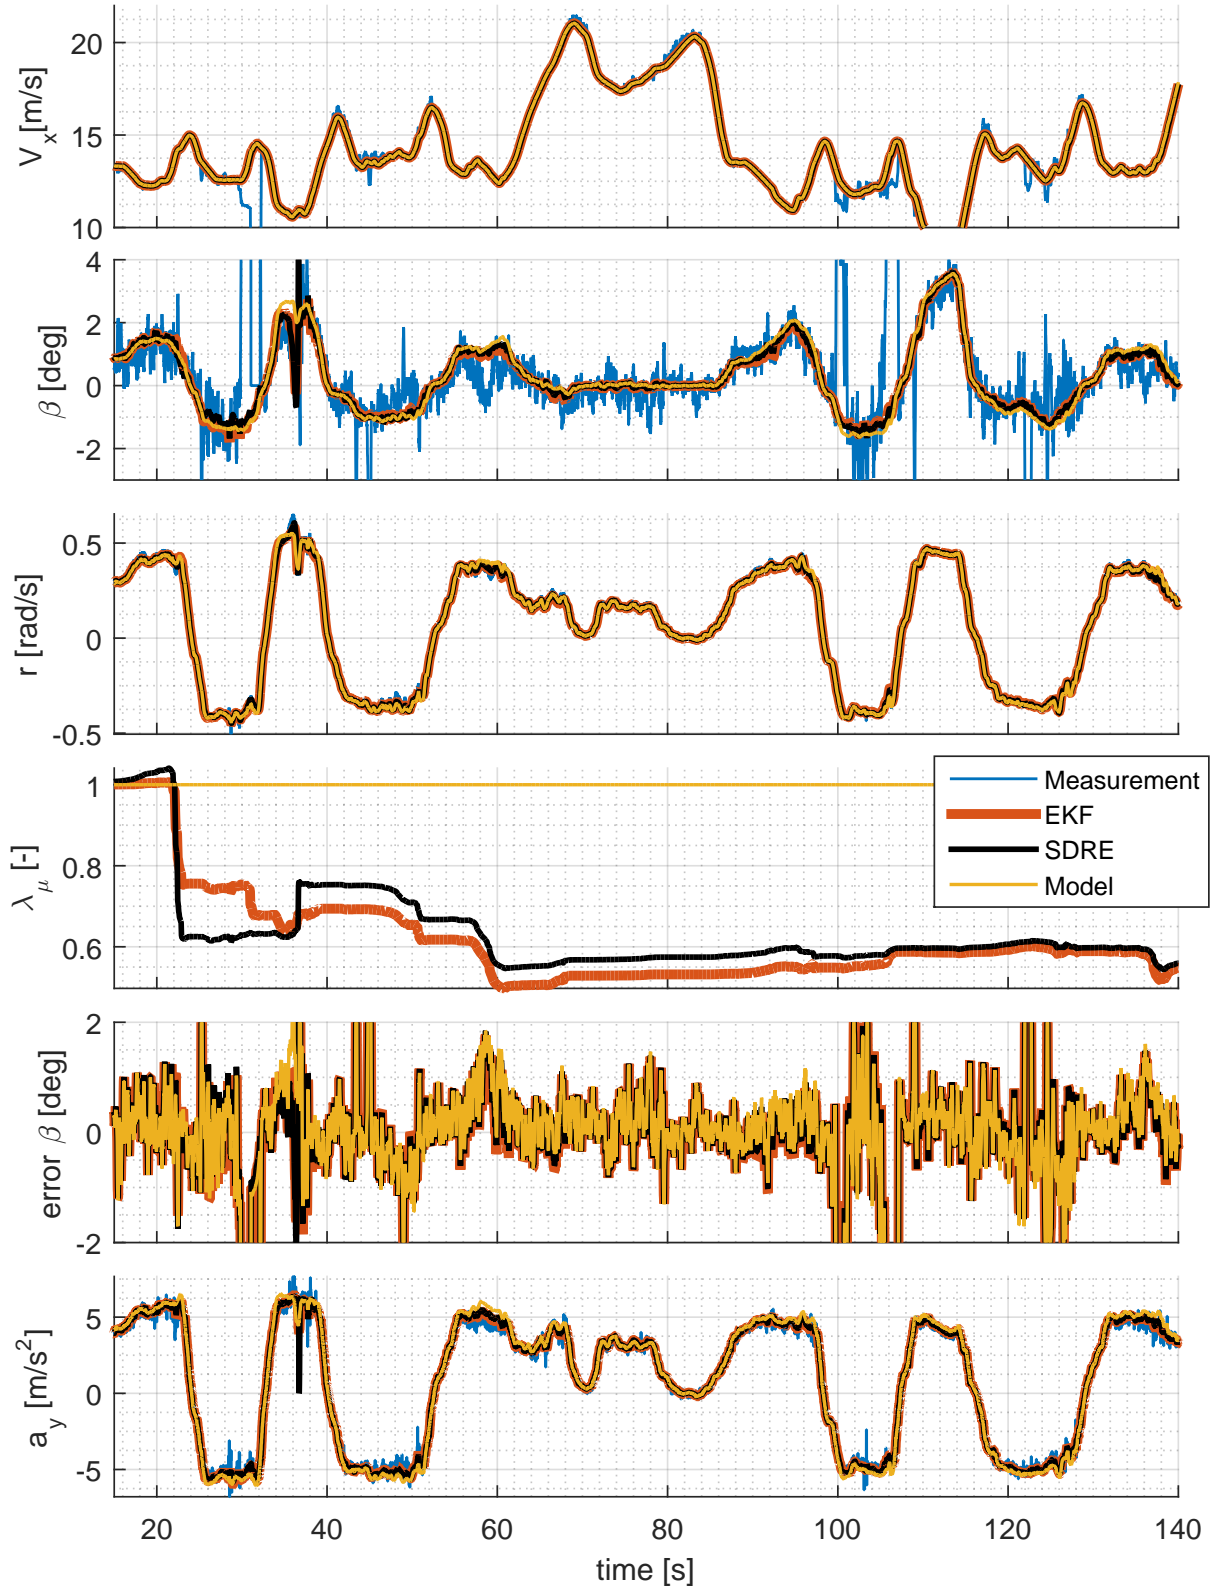 20
15
10
V_x[m/s]
4
2
0
-2
β [deg]
0.5
0
-0.5
r [rad/s]
1
0.8
0.6
λ_μ [-]
Measurement
EKF
SDRE
Model
2
0
-2
error β [deg]
5
0
-5
a_y [m/s²]
20 40 60 80 100 120 140
time [s]